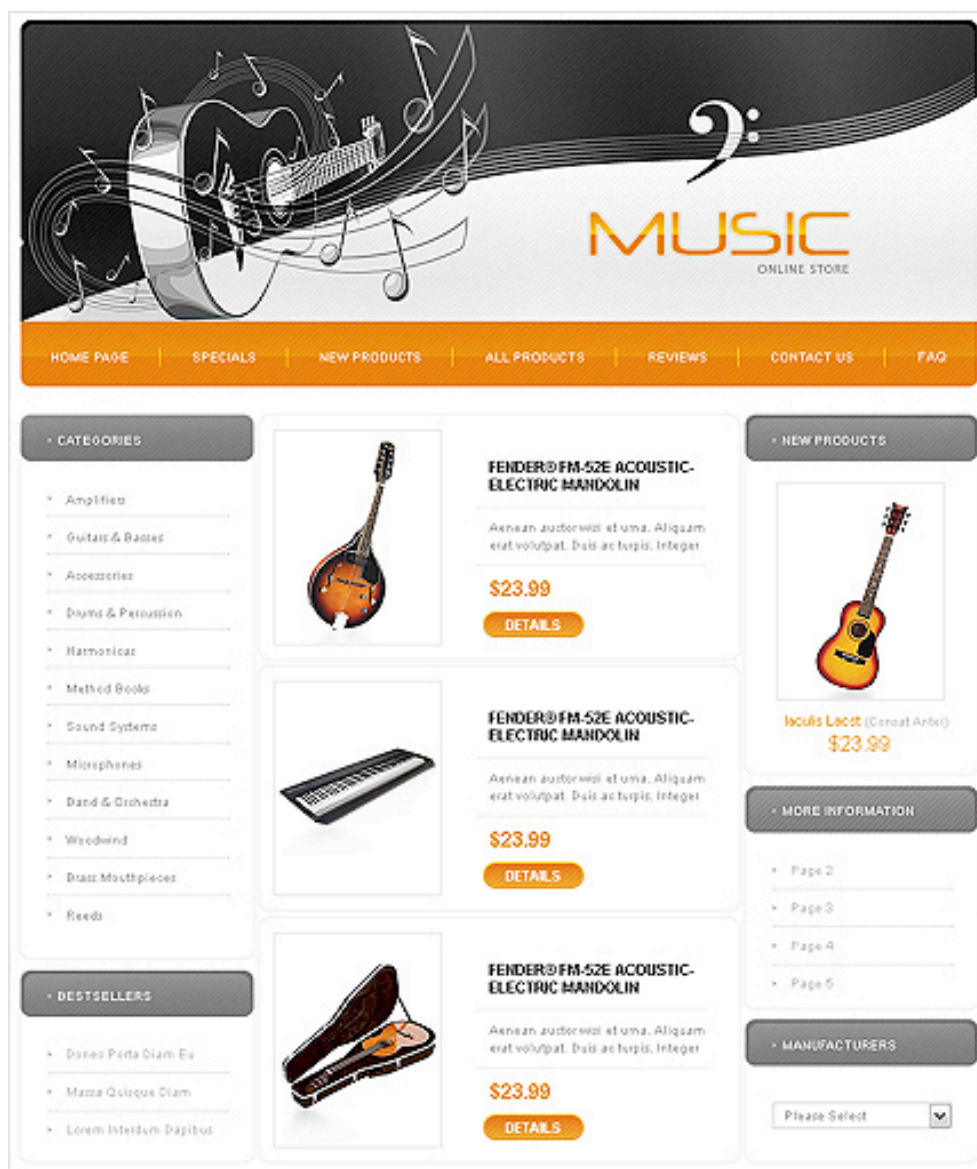 MUSIC
ONLINE STORE
HOME PAGE
SPECIALS
NEW PRODUCTS
ALL PRODUCTS
REVIEWS
CONTACT US
FAQ
CATEGORIES
Amplifiers
Guitars & Basses
Accessories
Drums & Percussion
Harmonicas
Method Books
Sound Systems
Microphones
Band & Orchestra
Woodwind
Brass Mouthpieces
Reeds
BESTSELLERS
Donec Porta Diam Eu
Massa Quisque Diam
Lorem Interdum Dapibus
FENDER® FM-52E ACOUSTIC-
ELECTRIC MANDOLIN
Aenean auctor wisi et urna. Aliquam
erat volutpat. Duis ac turpis. Integer
$23.99
DETAILS
FENDER® FM-52E ACOUSTIC-
ELECTRIC MANDOLIN
Aenean auctor wisi et urna. Aliquam
erat volutpat. Duis ac turpis. Integer
$23.99
DETAILS
FENDER® FM-52E ACOUSTIC-
ELECTRIC MANDOLIN
Aenean auctor wisi et urna. Aliquam
erat volutpat. Duis ac turpis. Integer
$23.99
DETAILS
NEW PRODUCTS
Iaculis Laost (Consat Antei)
$23.99
MORE INFORMATION
Page 2
Page 3
Page 4
Page 5
MANUFACTURERS
Please Select